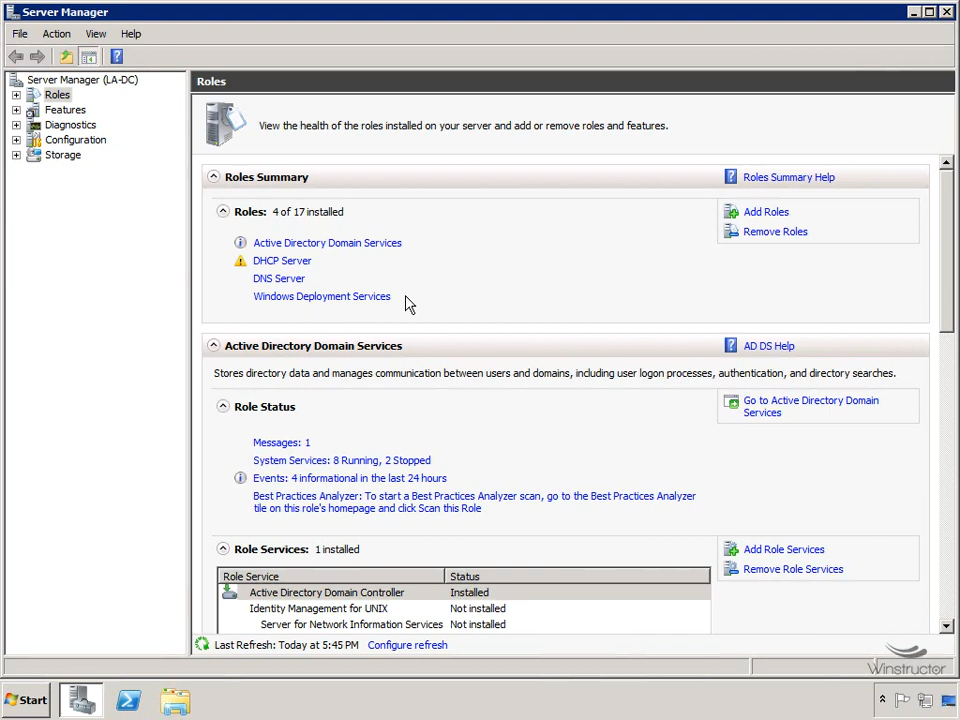 Server Manager
File Action View Help
Server Manager (LA-DC)
Roles
Features
Diagnostics
Configuration
Storage
Roles
View the health of the roles installed on your server and add or remove roles and features.
Roles Summary
Roles Summary Help
Roles: 4 of 17 installed
Add Roles
Remove Roles
Active Directory Domain Services
DHCP Server
DNS Server
Windows Deployment Services
Active Directory Domain Services
AD DS Help
Stores directory data and manages communication between users and domains, including user logon processes, authentication, and directory searches.
Role Status
Go to Active Directory Domain
Services
Messages: 1
System Services: 8 Running, 2 Stopped
Events: 4 informational in the last 24 hours
Best Practices Analyzer: To start a Best Practices Analyzer scan, go to the Best Practices Analyzer
tile on this role's homepage and click Scan this Role
Role Services: 1 installed
Add Role Services
Remove Role Services
Role Service Status
Active Directory Domain Controller Installed
Identity Management for UNIX Not installed
Server for Network Information Services Not installed
Last Refresh: Today at 5:45 PM Configure refresh
Winstructor
Start